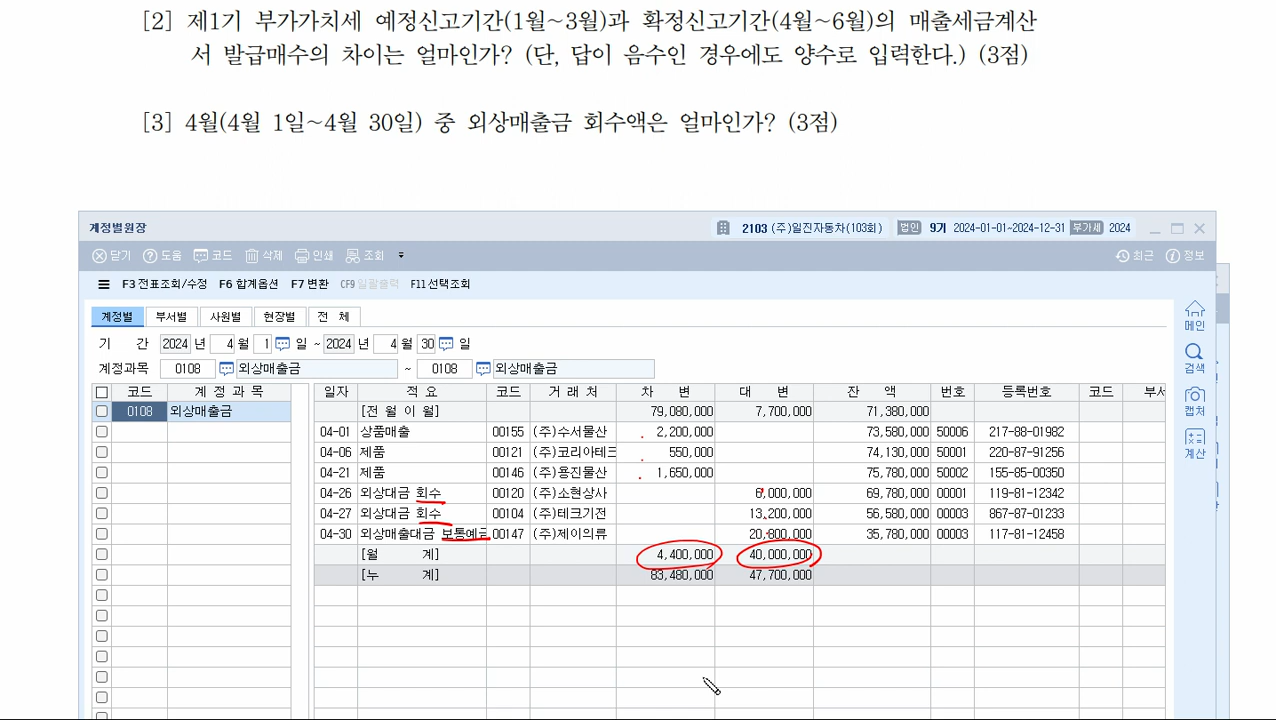 [2] 제1기 부가가치세 예정신고기간(1월~3월)과 확정신고기간(4월~6월)의 매출세금계산
서 발급매수의 차이는 얼마인가? (단, 답이 음수인 경우에도 양수로 입력한다.) (3점)
[3] 4월(4월 1일~4월 30일) 중 외상매출금 회수액은 얼마인가? (3점)
계정별원장 2103 (주)일진자동차(103회) 법인 9기 2024-01-01~2024-12-31 부가세 2024
닫기 도움 코드 삭제 인쇄 조회 최근 정보
F3 전표조회/수정 F6 합계옵션 F7 변환 CF9 일괄출력 F11 선택조회
계정별 부서별 사원별 현장별 전 체
기 간 2024 년 4 월 1 일 ~ 2024 년 4 월 30 일
계정과목 0108 외상매출금 ~ 0108 외상매출금
코드 계 정 과 목 일자 적 요 코드 거 래 처 차 변 대 변 잔 액 번호 등록번호 코드 부서
0108 외상매출금 [전 월 이 월] 79,080,000 7,700,000 71,380,000
04-01 상품매출 00155 (주)수서물산 2,200,000 73,580,000 50006 217-88-01982
04-06 제품 00121 (주)코리아테크 550,000 74,130,000 50001 220-87-91256
04-21 제품 00146 (주)용진물산 1,650,000 75,780,000 50002 155-85-00350
04-26 외상대금 회수 00120 (주)소현상사 6,000,000 69,780,000 00001 119-81-12342
04-27 외상대금 회수 00104 (주)테크기전 13,200,000 56,580,000 00003 867-87-01233
04-30 외상매출대금 보통예금 00147 (주)제이의류 20,800,000 35,780,000 00003 117-81-12458
[월 계] 4,400,000 40,000,000
[누 계] 83,480,000 47,700,000
메인
검색
캡처
계산